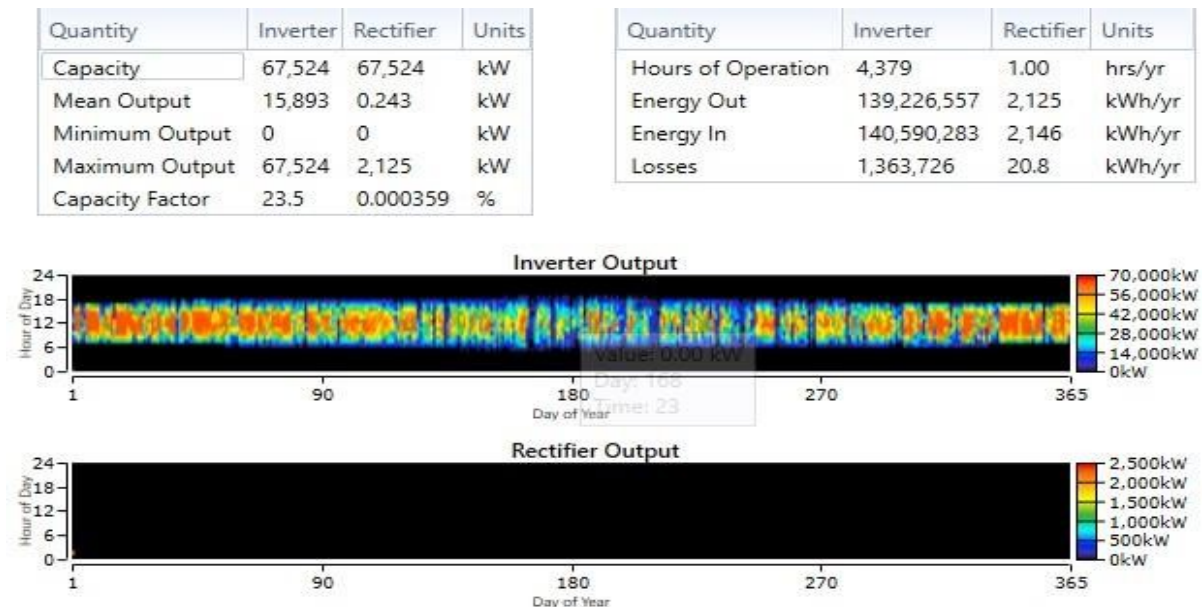 Quantity Inverter Rectifier Units
Capacity 67,524 67,524 kW
Mean Output 15,893 0.243 kW
Minimum Output 0 0 kW
Maximum Output 67,524 2,125 kW
Capacity Factor 23.5 0.000359 %
Quantity Inverter Rectifier Units
Hours of Operation 4,379 1.00 hrs/yr
Energy Out 139,226,557 2,125 kWh/yr
Energy In 140,590,283 2,146 kWh/yr
Losses 1,363,726 20.8 kWh/yr
Inverter Output
Hour of Day
24
18
12
6
0
70,000kW
56,000kW
42,000kW
28,000kW
14,000kW
0kW
Value: 0.00 kW
Day: 168
Time: 23
1 90 180 270 365
Day of Year
Rectifier Output
Hour of Day
24
18
12
6
0
2,500kW
2,000kW
1,500kW
1,000kW
500kW
0kW
1 90 180 270 365
Day of Year